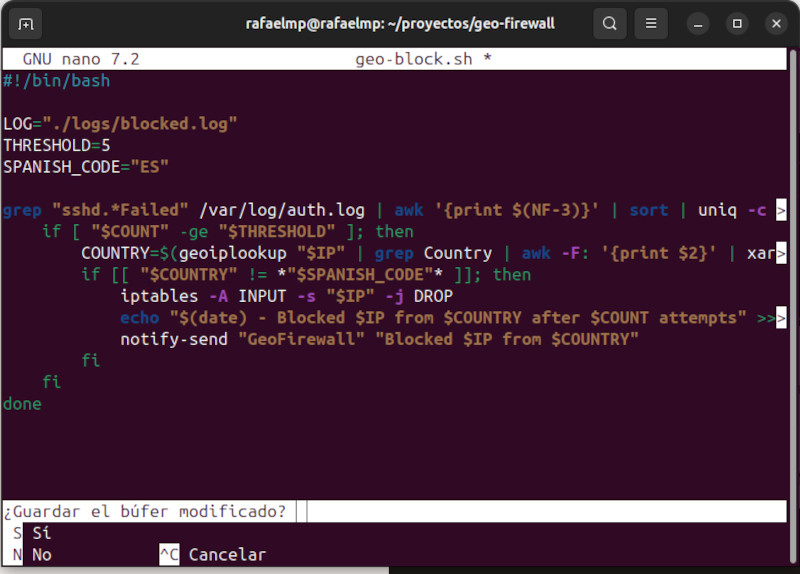 rafaelmp@rafaelmp: ~/proyectos/geo-firewall
GNU nano 7.2 geo-block.sh *
#!/bin/bash
LOG="./logs/blocked.log"
THRESHOLD=5
SPANISH_CODE="ES"
grep "sshd.*Failed" /var/log/auth.log | awk '{print $(NF-3)}' | sort | uniq -c >
if [ "$COUNT" -ge "$THRESHOLD" ]; then
COUNTRY=$(geoiplookup "$IP" | grep Country | awk -F: '{print $2}' | xar>
if [[ "$COUNTRY" != *"$SPANISH_CODE"* ]]; then
iptables -A INPUT -s "$IP" -j DROP
echo "$(date) - Blocked $IP from $COUNTRY after $COUNT attempts" >>>
notify-send "GeoFirewall" "Blocked $IP from $COUNTRY"
fi
fi
done
¿Guardar el búfer modificado?
S Sí
N No ^C Cancelar